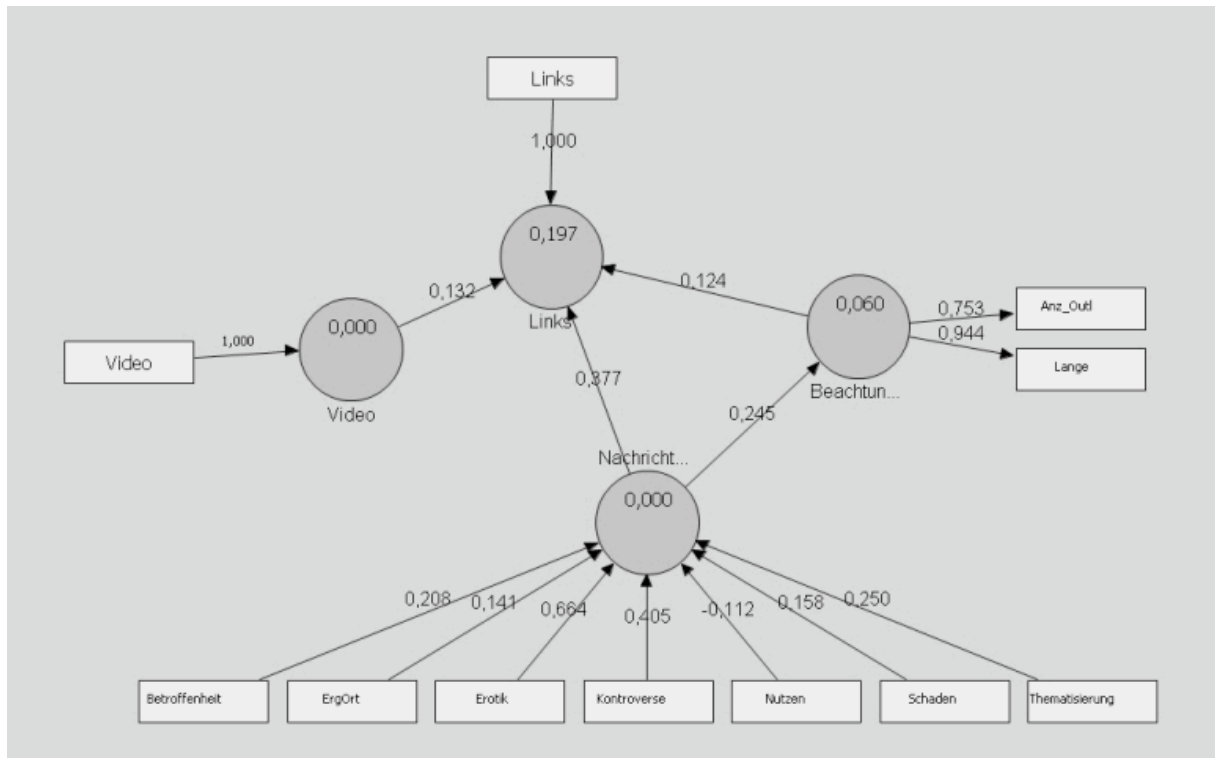 Links
1,000
0,197
Links
0,132
0,124
0,000
Video
1,000
Video
0,060
Beachtun...
0,753
0,944
Anz_Outl
Lange
0,377
0,245
Nachricht...
0,000
0,208
0,141
0,664
0,405
-0,112
0,158
0,250
Betroffenheit
ErgOrt
Erotik
Kontroverse
Nutzen
Schaden
Thematisierung